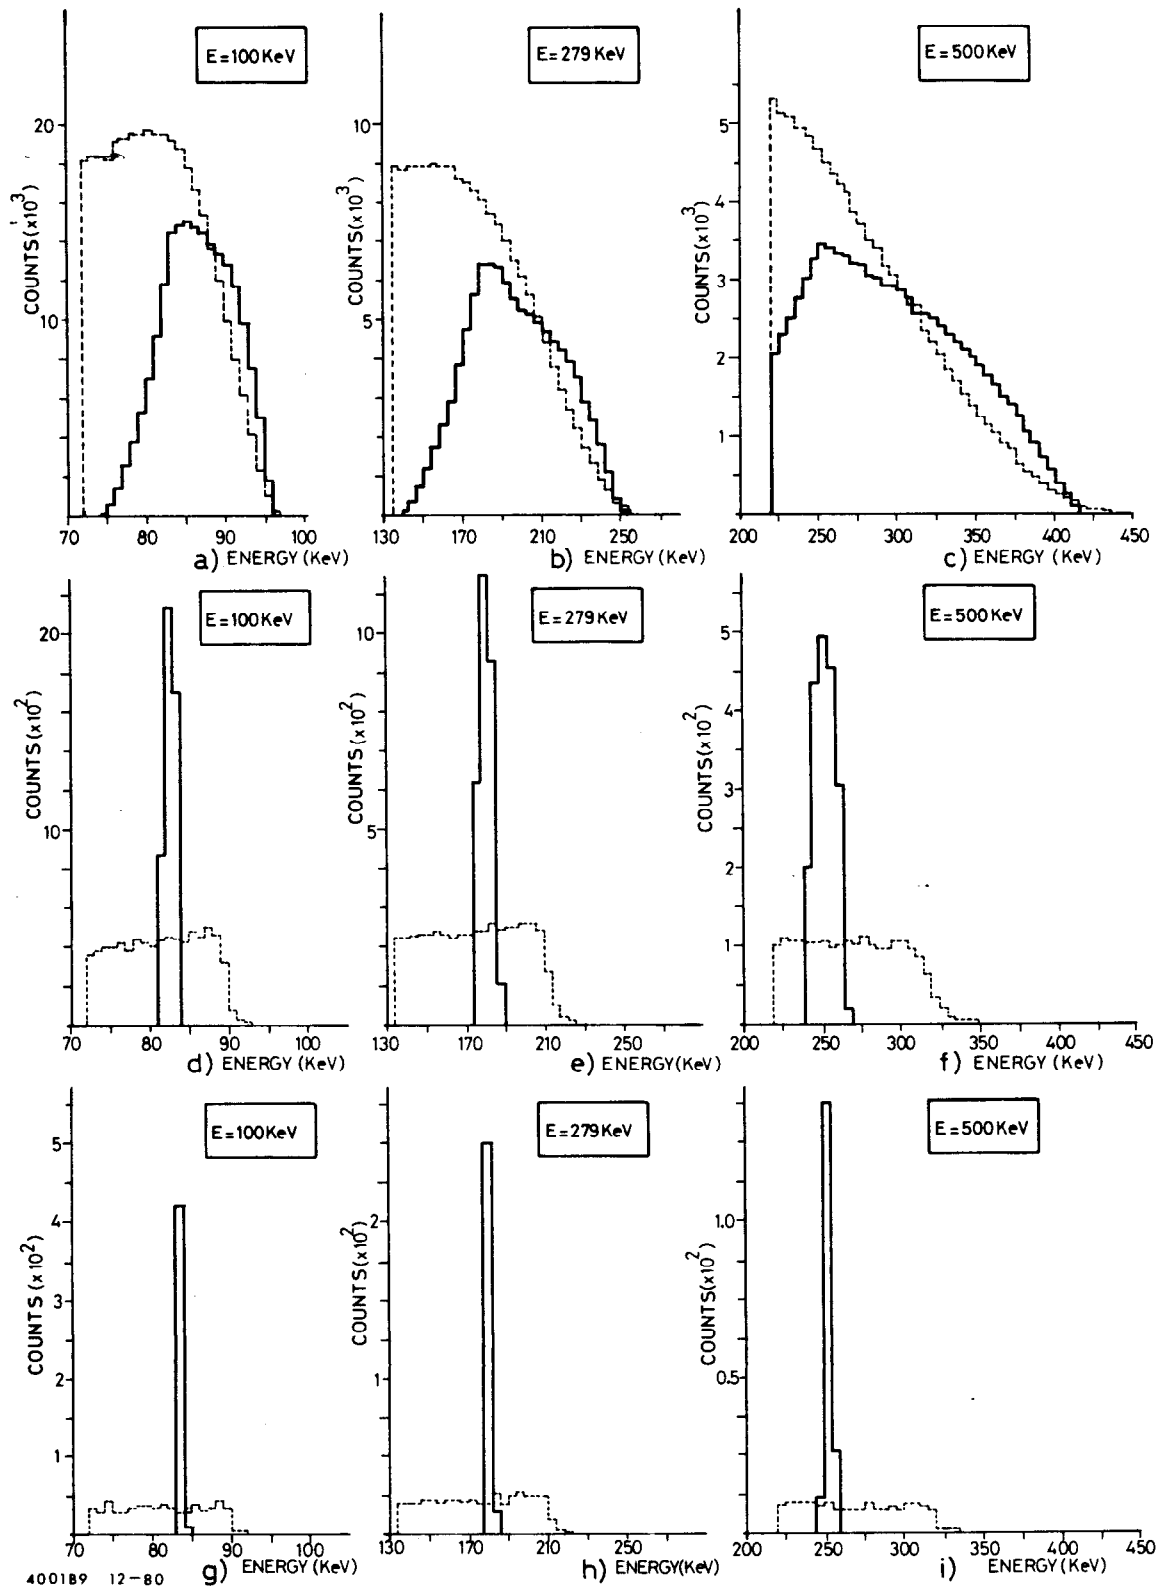 E=100KeV
E=279KeV
E=500KeV
COUNTS(x10³)
20
10
70 80 90 100
a) ENERGY (KeV)
COUNTS(x10³)
10
5
130 170 210 250
b) ENERGY (KeV)
COUNTS(x10³)
5
4
3
2
1
200 250 300 350 400 450
c) ENERGY (KeV)
E=100KeV
E=279KeV
E=500KeV
COUNTS(x10²)
20
10
70 80 90 100
d) ENERGY (KeV)
COUNTS(x10²)
10
5
130 170 210 250
e) ENERGY(KeV)
COUNTS(x10²)
5
4
3
2
1
200 250 300 350 400 450
f) ENERGY (KeV)
E=100KeV
E=279KeV
E=500KeV
COUNTS (x10²)
5
4
3
2
1
70 80 90 100
g) ENERGY (KeV)
COUNTS(x10²)
2
1
130 170 210 250
h) ENERGY(KeV)
COUNTS(x10²)
1.0
0.5
200 250 300 350 400 450
i) ENERGY (KeV)
4001B9 12-80